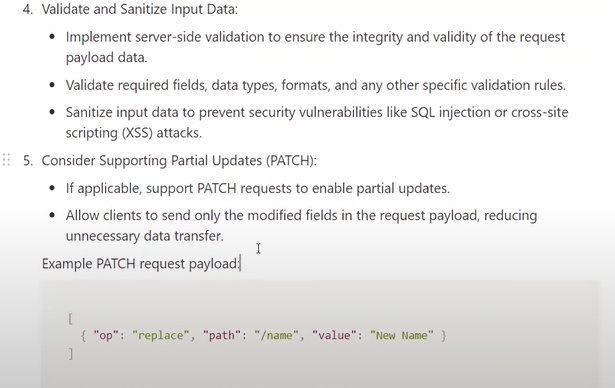 4. Validate and Sanitize Input Data:
• Implement server-side validation to ensure the integrity and validity of the request
payload data.
• Validate required fields, data types, formats, and any other specific validation rules.
• Sanitize input data to prevent security vulnerabilities like SQL injection or cross-site
scripting (XSS) attacks.
5. Consider Supporting Partial Updates (PATCH):
• If applicable, support PATCH requests to enable partial updates.
• Allow clients to send only the modified fields in the request payload, reducing
unnecessary data transfer.
Example PATCH request payload:
[
{ "op": "replace", "path": "/name", "value": "New Name" }
]